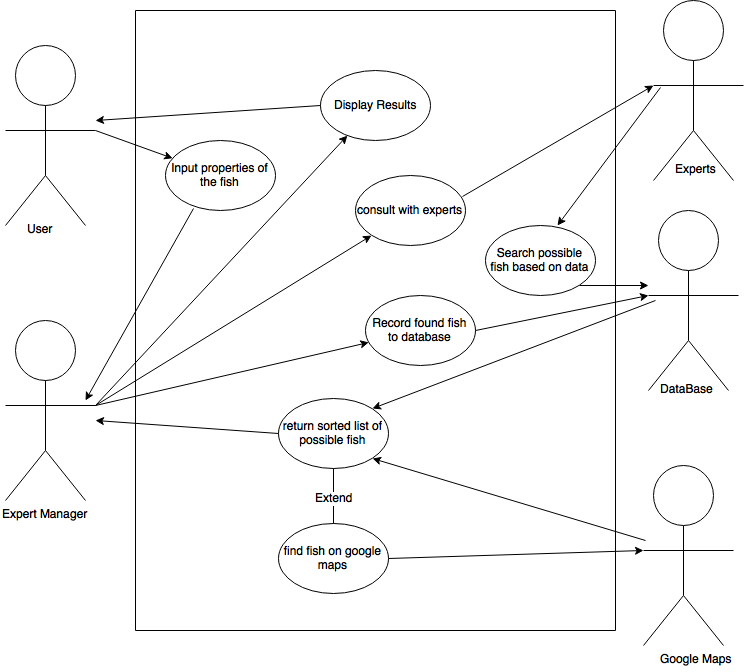 Display Results
Input properties of
the fish
Experts
consult with experts
User
Search possible
fish based on data
Record found fish
to database
DataBase
return sorted list of
possible fish
Extend
Expert Manager
find fish on google
maps
Google Maps